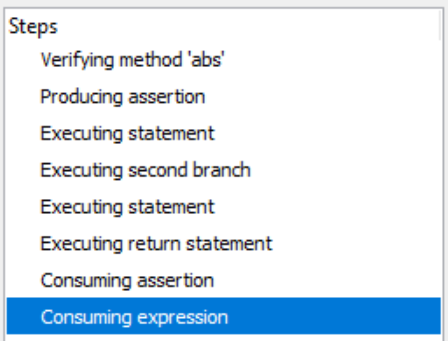 Steps
Verifying method 'abs'
Producing assertion
Executing statement
Executing second branch
Executing statement
Executing return statement
Consuming assertion
Consuming expression